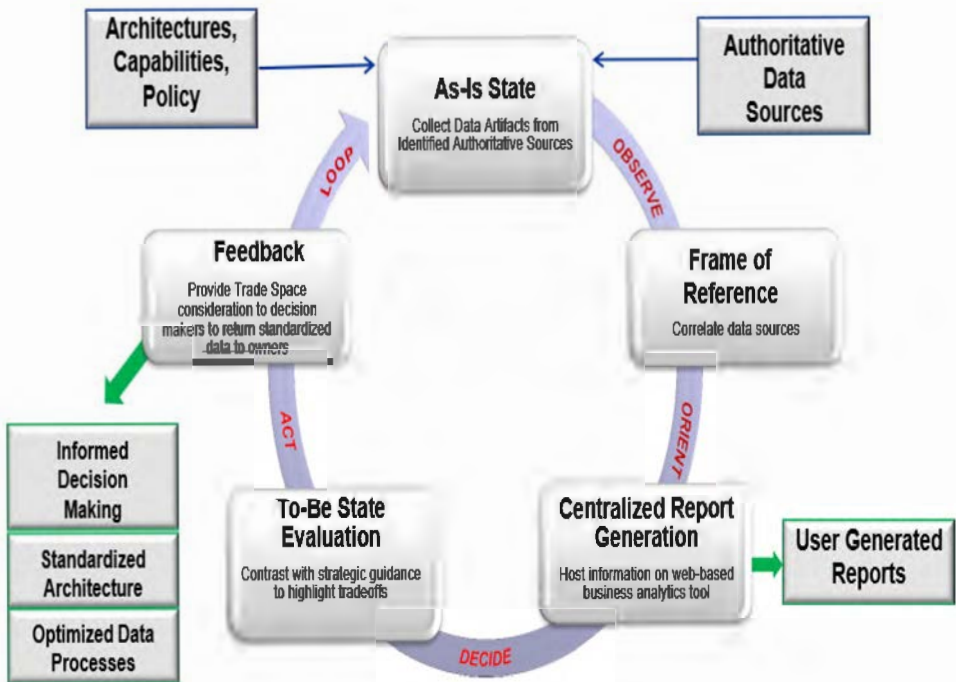 Architectures,
Capabilities,
Policy
As-Is State
Collect Data Artifacts from
Identified Authoritative Sources
Authoritative
Data
Sources
LOOP
OBSERVE
Feedback
Provide Trade Space
consideration to decision
makers to return standardized
data to owners
Frame of
Reference
Correlate data sources
ACT
ORIENT
Informed
Decision
Making
Standardized
Architecture
Optimized Data
Processes
To-Be State
Evaluation
Contrast with strategic guidance
to highlight tradeoffs
Centralized Report
Generation
Host information on web-based
business analytics tool
User Generated
Reports
DECIDE